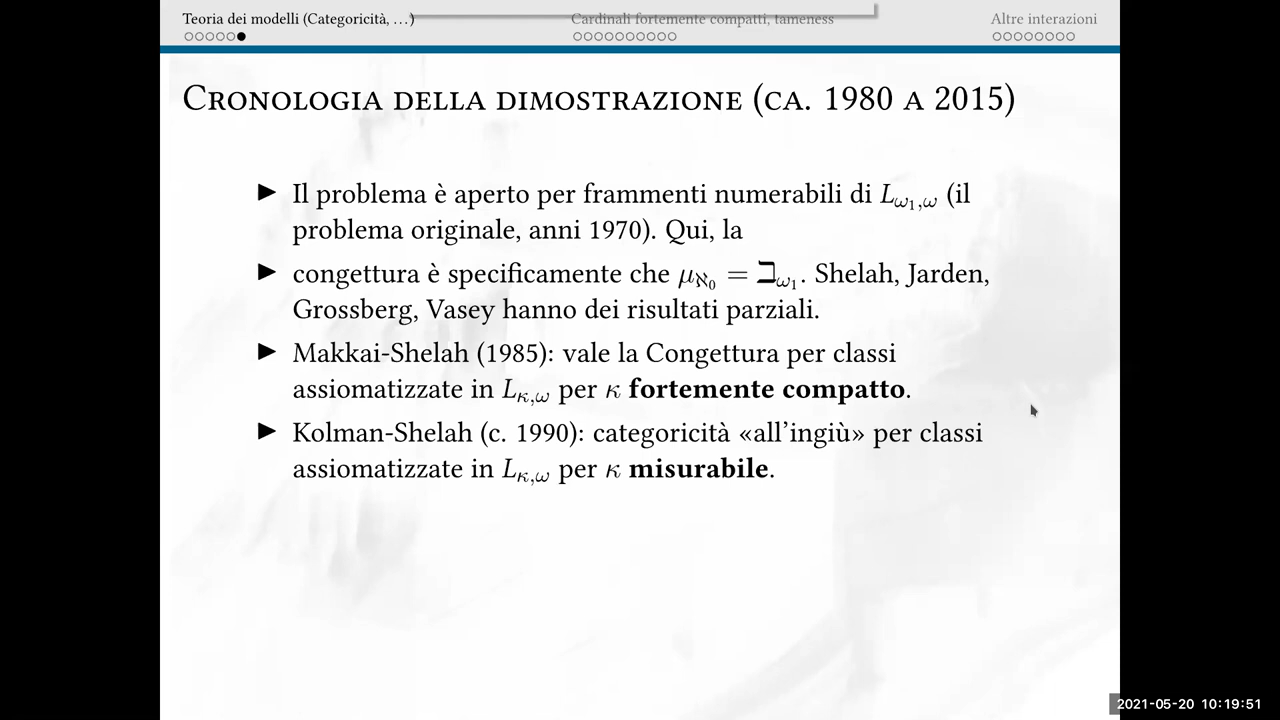 Teoria dei modelli (Categoricità, …)
Cardinali fortemente compatti, tameness
Altre interazioni
Cronologia della dimostrazione (ca. 1980 a 2015)
▶ Il problema è aperto per frammenti numerabili di L_{ω₁,ω} (il
problema originale, anni 1970). Qui, la
▶ congettura è specificamente che μ_{ℵ₀} = ℶ_{ω₁}. Shelah, Jarden,
Grossberg, Vasey hanno dei risultati parziali.
▶ Makkai-Shelah (1985): vale la Congettura per classi
assiomatizzate in L_{κ,ω} per κ fortemente compatto.
▶ Kolman-Shelah (c. 1990): categoricità «all'ingiù» per classi
assiomatizzate in L_{κ,ω} per κ misurabile.
2021-05-20 10:19:51